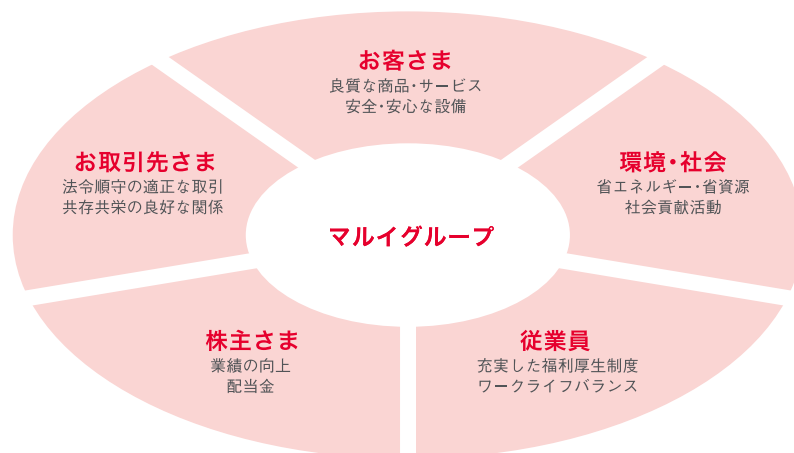 お客さま
良質な商品・サービス
安全・安心な設備
お取引先さま
法令順守の適正な取引
共存共栄の良好な関係
環境・社会
省エネルギー・省資源
社会貢献活動
マルイグループ
株主さま
業績の向上
配当金
従業員
充実した福利厚生制度
ワークライフバランス